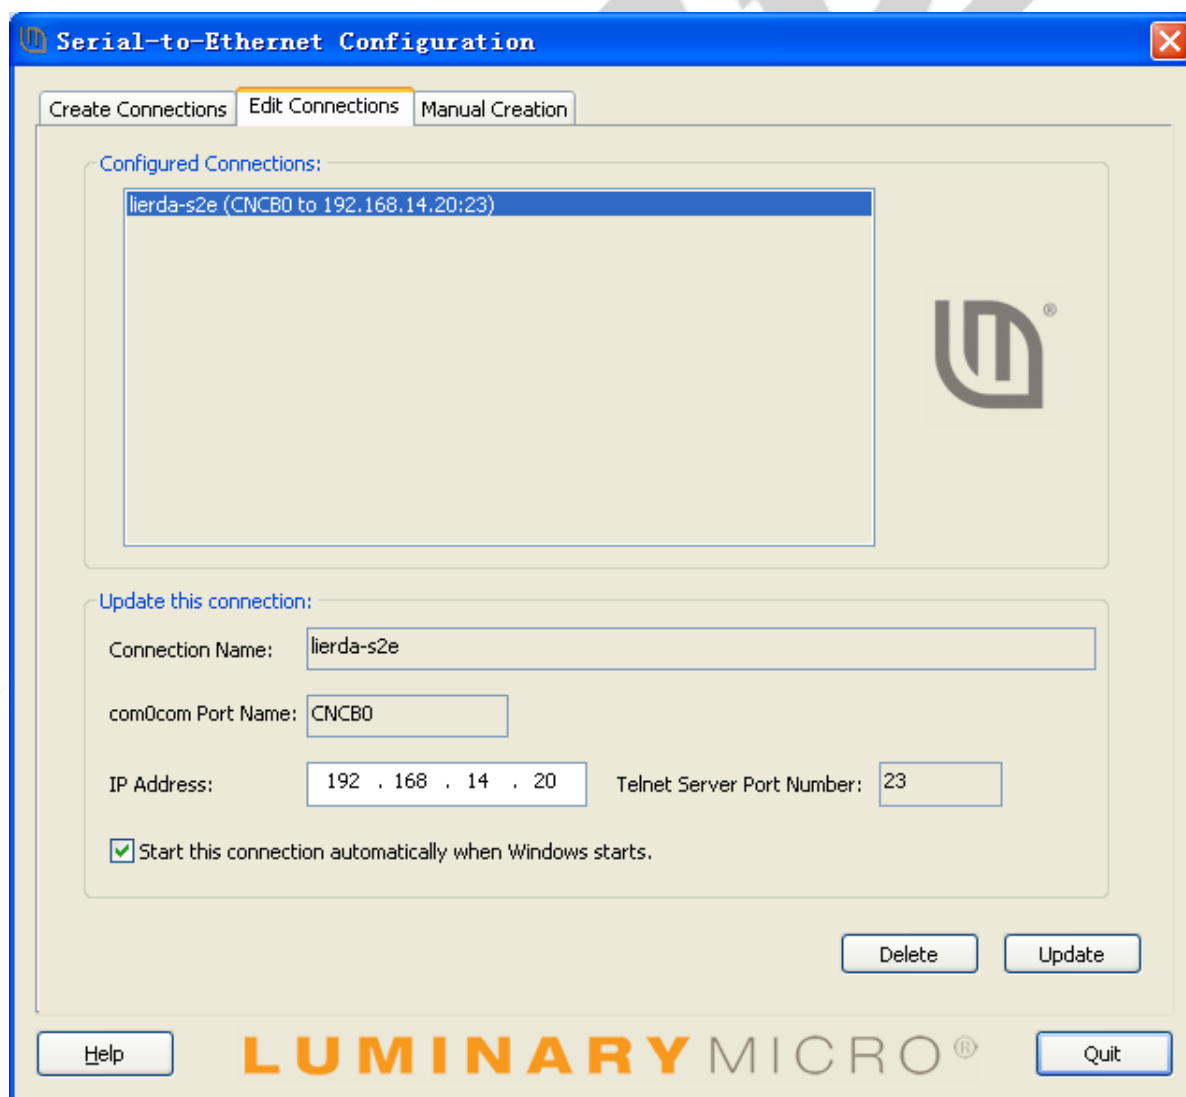 Serial-to-Ethernet Configuration
Create Connections Edit Connections Manual Creation
Configured Connections:
lierda-s2e (CNCB0 to 192.168.14.20:23)
®
Update this connection:
Connection Name: lierda-s2e
com0com Port Name: CNCB0
IP Address: 192 . 168 . 14 . 20 Telnet Server Port Number: 23
Start this connection automatically when Windows starts.
Delete Update
Help LUMINARYMICRO® Quit